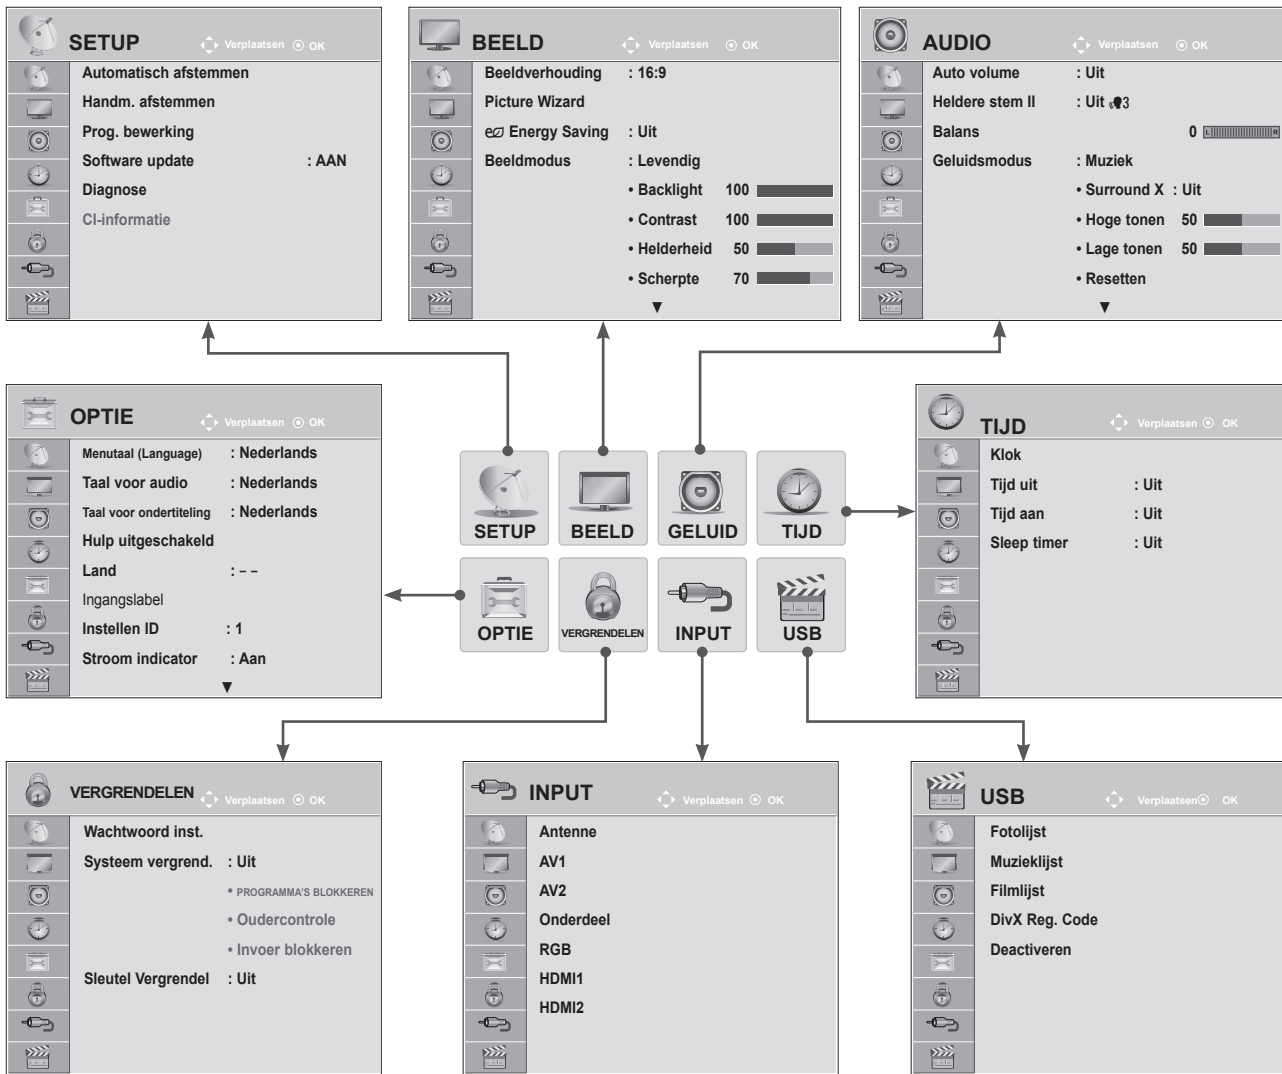 SETUP Verplaatsen OK
Automatisch afstemmen
Handm. afstemmen
Prog. bewerking
Software update : AAN
Diagnose
CI-informatie
BEELD Verplaatsen OK
Beeldverhouding : 16:9
Picture Wizard
Energy Saving : Uit
Beeldmodus : Levendig
• Backlight 100
• Contrast 100
• Helderheid 50
• Scherpte 70
▼
AUDIO Verplaatsen OK
Auto volume : Uit
Heldere stem II : Uit 3
Balans 0 L R
Geluidsmodus : Muziek
• Surround X : Uit
• Hoge tonen 50
• Lage tonen 50
• Resetten
▼
OPTIE Verplaatsen OK
Menutaal (Language) : Nederlands
Taal voor audio : Nederlands
Taal voor ondertiteling : Nederlands
Hulp uitgeschakeld
Land : – –
Ingangslabel
Instellen ID : 1
Stroom indicator : Aan
▼
SETUP BEELD GELUID TIJD
OPTIE VERGRENDELEN INPUT USB
TIJD Verplaatsen OK
Klok
Tijd uit : Uit
Tijd aan : Uit
Sleep timer : Uit
VERGRENDELEN Verplaatsen OK
Wachtwoord inst.
Systeem vergrend. : Uit
• PROGRAMMA'S BLOKKEREN
• Oudercontrole
• Invoer blokkeren
Sleutel Vergrendel : Uit
INPUT Verplaatsen OK
Antenne
AV1
AV2
Onderdeel
RGB
HDMI1
HDMI2
USB Verplaatsen OK
Fotolijst
Muzieklijst
Filmlijst
DivX Reg. Code
Deactiveren